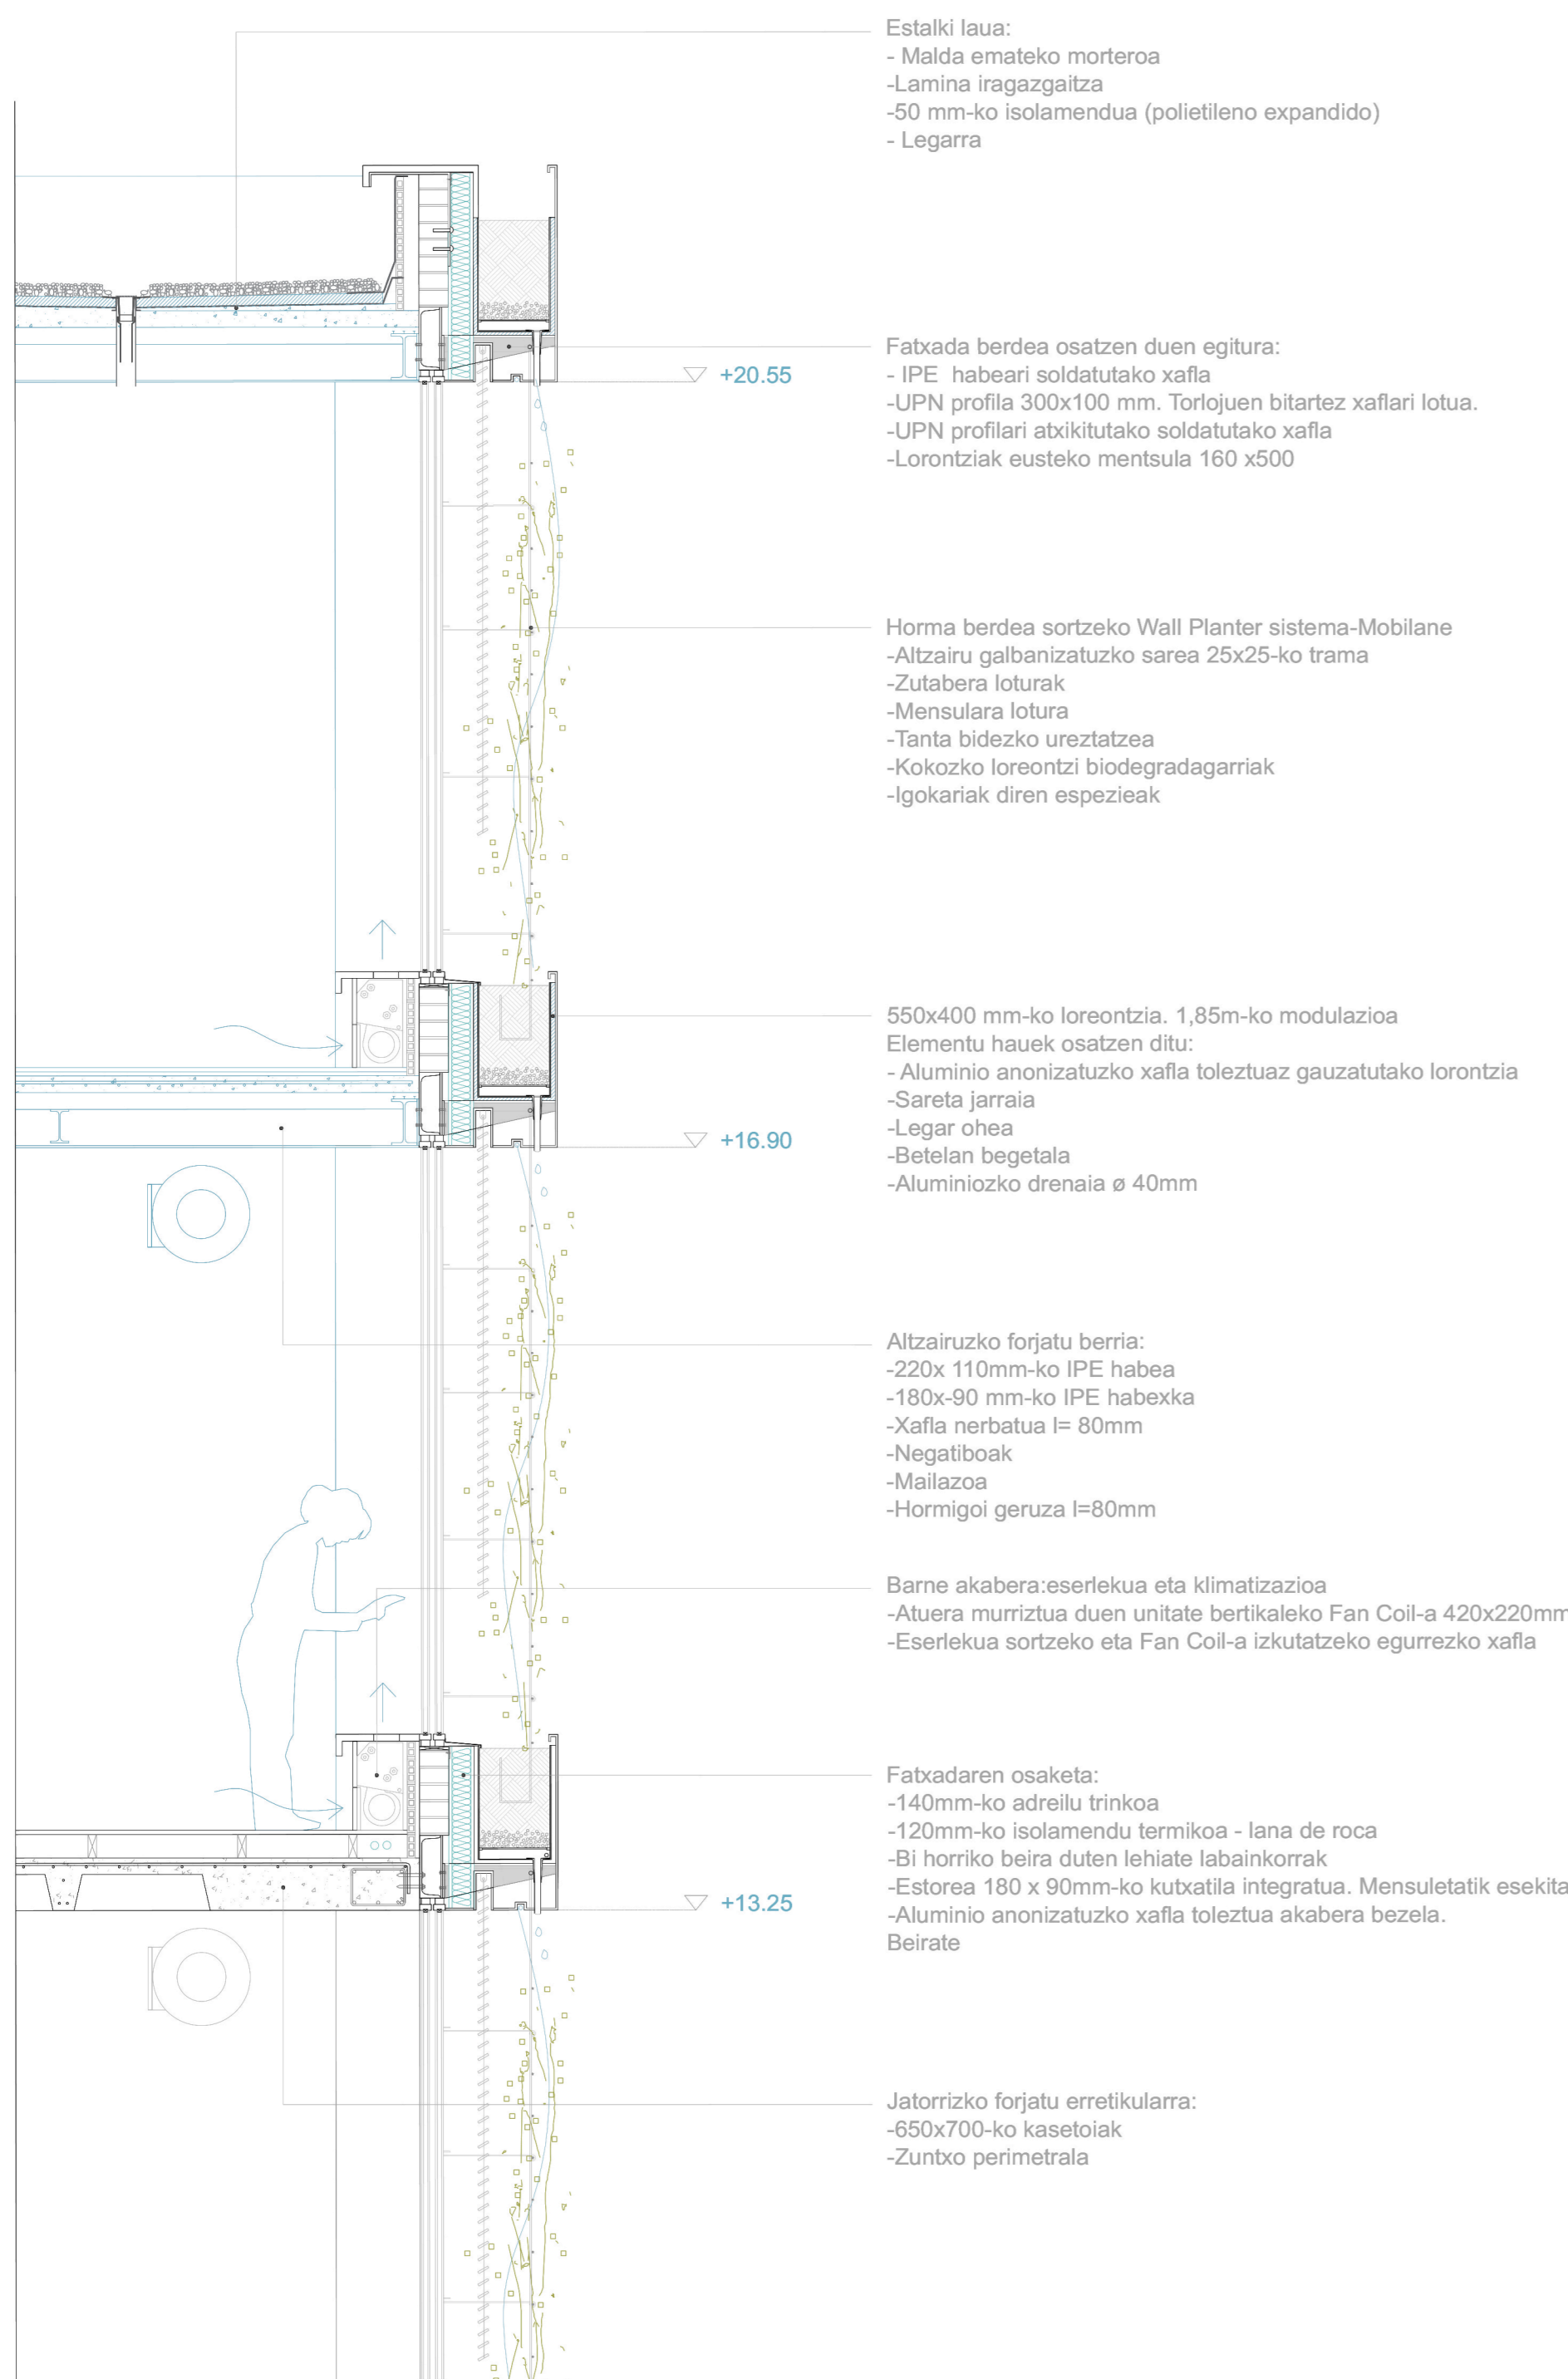 Estalki laua:
- Malda emateko morteroa
-Lamina iragazgaitza
-50 mm-ko isolamendua (polietileno expandido)
- Legarra
Fatxada berdea osatzen duen egitura:
- IPE habeari soldatutako xafla
-UPN profila 300x100 mm. Torlojuen bitartez xaflari lotua.
-UPN profilari atxikitutako soldatutako xafla
-Lorontziak eusteko mentsula 160 x500
+20.55
Horma berdea sortzeko Wall Planter sistema-Mobilane
-Altzairu galbanizatuzko sarea 25x25-ko trama
-Zutabera loturak
-Mensulara lotura
-Tanta bidezko ureztatzea
-Kokozko loreontzi biodegradagarriak
-Igokariak diren espezieak
550x400 mm-ko loreontzia. 1,85m-ko modulazioa
Elementu hauek osatzen ditu:
- Aluminio anonizatuzko xafla toleztuaz gauzatutako lorontzia
-Sareta jarraia
-Legar ohea
-Betelan begetala
-Aluminiozko drenaia ø 40mm
+16.90
Altzairuzko forjatu berria:
-220x 110mm-ko IPE habea
-180x-90 mm-ko IPE habexka
-Xafla nerbatua l= 80mm
-Negatiboak
-Mailazoa
-Hormigoi geruza l=80mm
Barne akabera:eserlekua eta klimatizazioa
-Atuera murriztua duen unitate bertikaleko Fan Coil-a 420x220mm
-Eserlekua sortzeko eta Fan Coil-a izkutatzeko egurrezko xafla
Fatxadaren osaketa:
-140mm-ko adreilu trinkoa
-120mm-ko isolamendu termikoa - lana de roca
-Bi horriko beira duten lehiate labainkorrak
-Estorea 180 x 90mm-ko kutxatila integratua. Mensuletatik esekita
-Aluminio anonizatuzko xafla toleztua akabera bezela.
Beirate
+13.25
Jatorrizko forjatu erretikularra:
-650x700-ko kasetoiak
-Zuntxo perimetrala